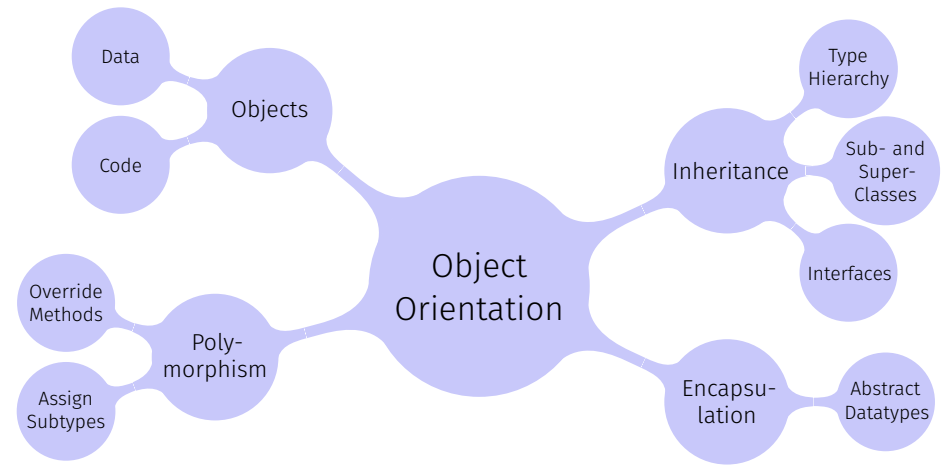 Data
Objects
Code
Override
Methods
Poly-
morphism
Assign
Subtypes
Object
Orientation
Type
Hierarchy
Inheritance
Sub- and
Super-
Classes
Interfaces
Encapsu-
lation
Abstract
Datatypes